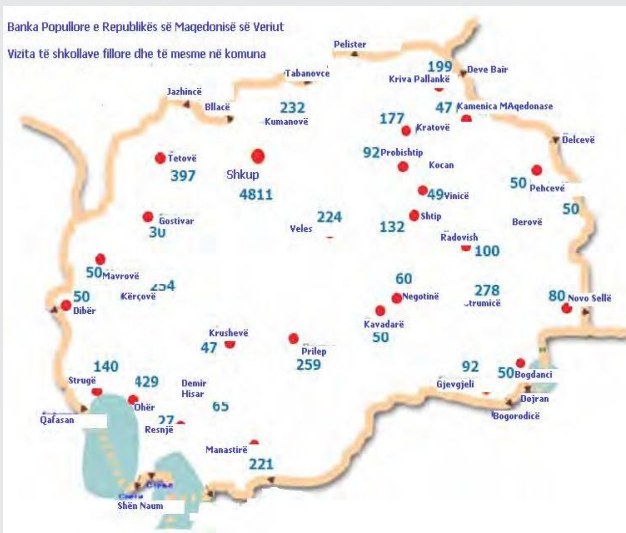 Banka Popullore e Republikës së Maqedonisë së Veriut
Vizita të shkollave fillore dhe të mesme në komuna
Pelister
199
Deve Bair
Tabanovce
Kriva Pallankë
Jazhincë
Bllacë
232
Kumanovë
47
Kamenica MAqedonase
177
Kratovë
Delcevë
92
Probishtip
Kocan
Tetovë
397
Shkup
4811
50
Pehcevë
49
Vinicë
50
Gostivar
224
Veles
132
Shtip
Berovë
Radovish
100
50
Mavrovë
Kërçovë
60
Negotinë
278
80
Novo Sellë
50
Dibër
Kavadarë
50
Krushevë
47
Prilep
259
140
Strugë
429
Ohër
Demir
Hisar
92
Gjevgjeli
50
Bogdanci
Dojran
Bogorodicë
65
Qafasan
27
Resnjë
Manastirë
221
Shën Naum